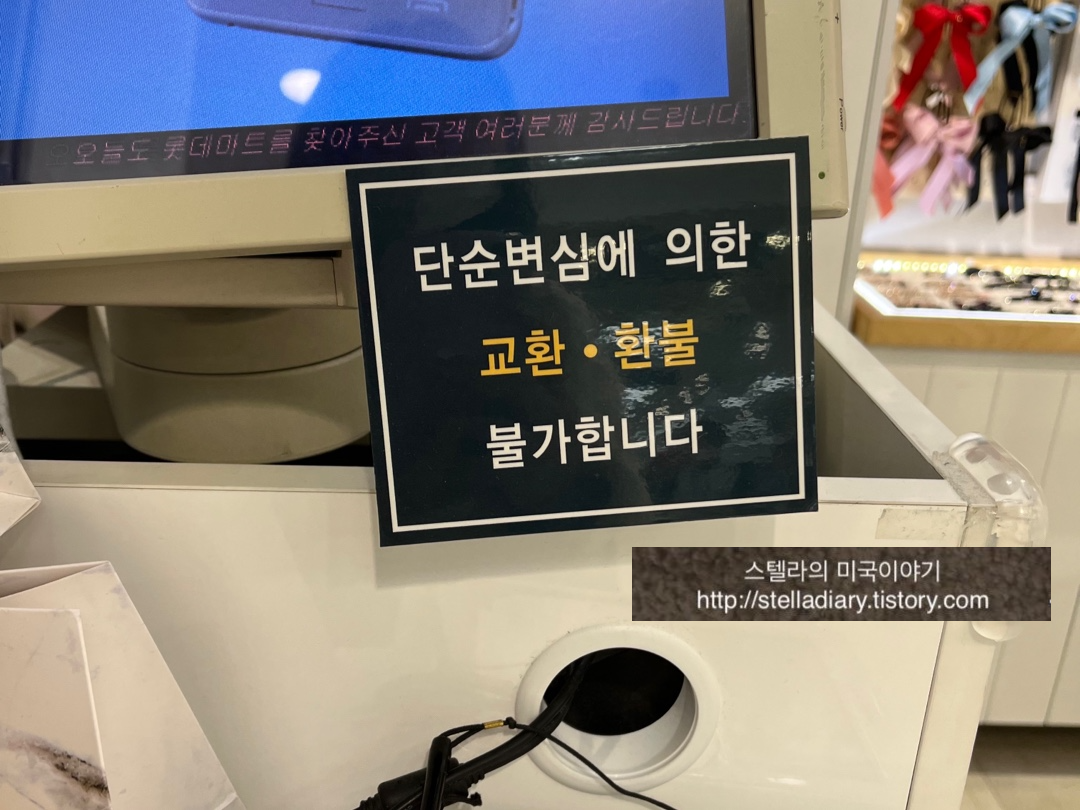 오늘도 롯데마트를 찾아주신 고객 여러분께 감사드립니다.
단순변심에 의한
교환 • 환불
불가합니다
스텔라의 미국이야기
http://stelladiary.tistory.com